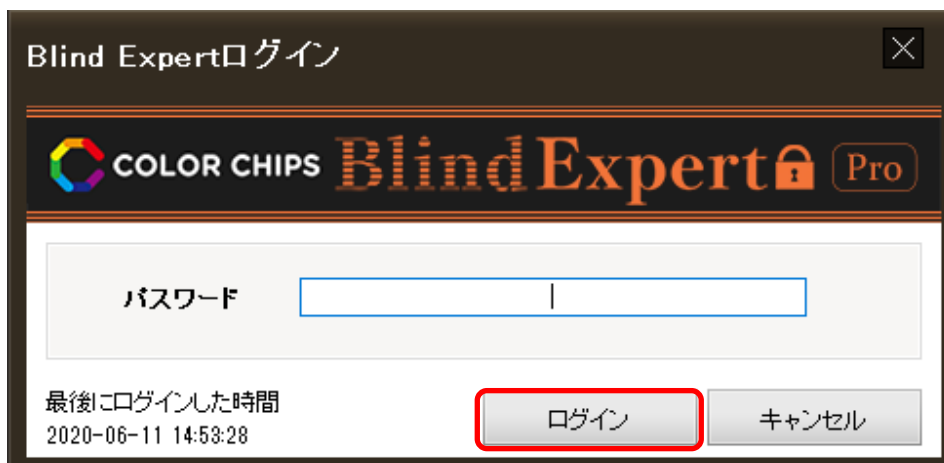 Blind Expertログイン
COLOR CHIPS Blind Expert Pro
パスワード
最後にログインした時間
2020-06-11 14:53:28
ログイン
キャンセル